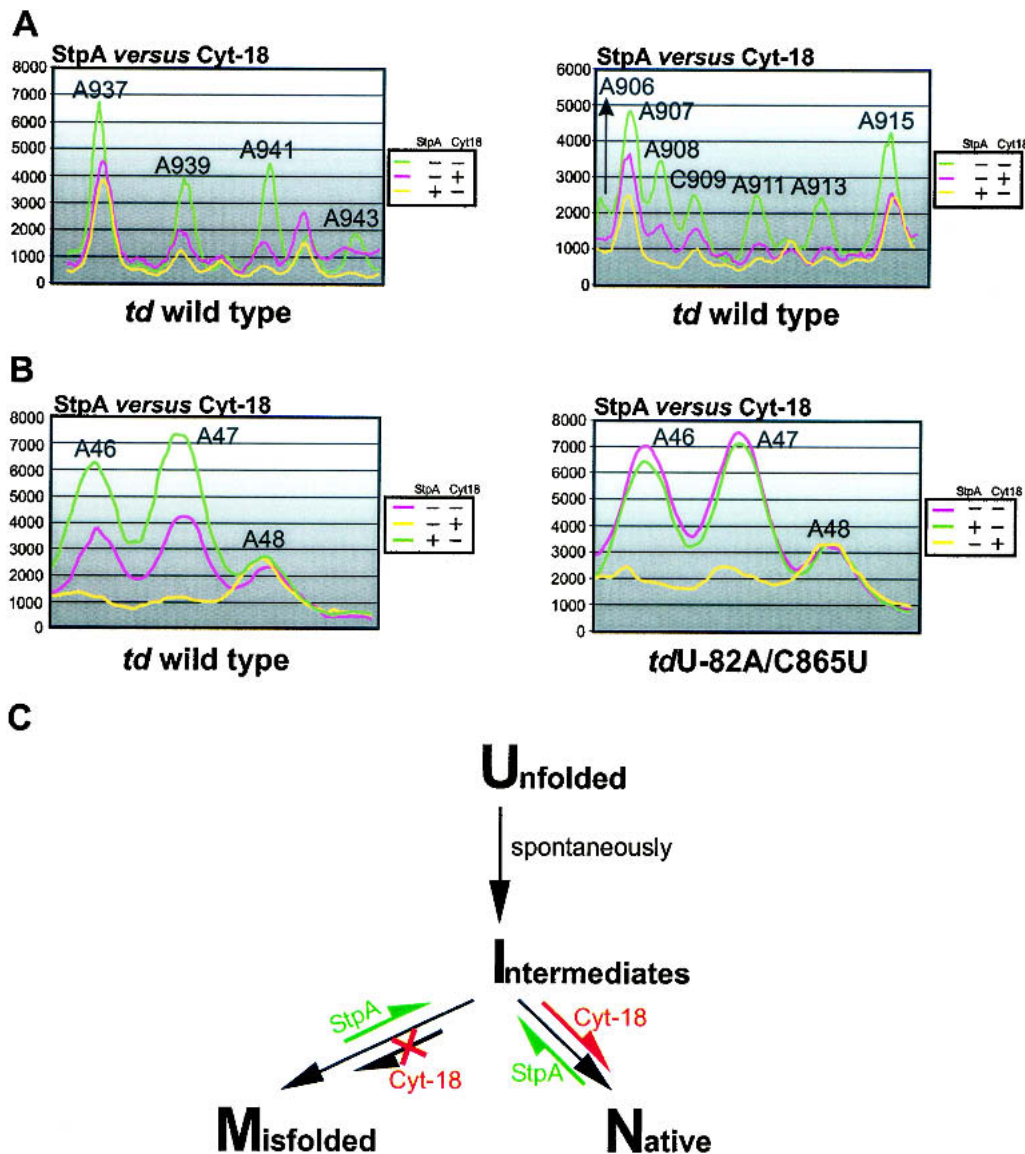 A
StpA versus Cyt-18
8000
7000
6000
5000
4000
3000
2000
1000
0
A937
A939
A941
A943
StpA Cyt18
– –
– +
+ –
td wild type
StpA versus Cyt-18
6000
5000
4000
3000
2000
1000
0
A906
A907
A908
C909
A911
A913
A915
StpA Cyt18
– –
– +
+ –
td wild type
B
StpA versus Cyt-18
8000
7000
6000
5000
4000
3000
2000
1000
0
A46
A47
A48
StpA Cyt18
– –
– +
+ –
td wild type
StpA versus Cyt-18
8000
7000
6000
5000
4000
3000
2000
1000
0
A46
A47
A48
StpA Cyt18
– –
+ –
– +
tdU-82A/C865U
C
Unfolded
spontaneously
Intermediates
StpA
Cyt-18
Cyt-18
StpA
Misfolded
Native